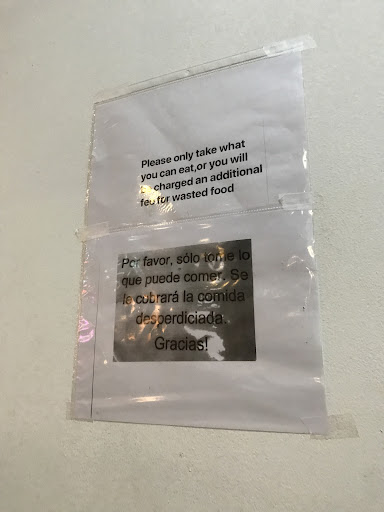 Please only take what
you can eat,or you will
be charged an additional
fee for wasted food
Por favor, sólo tome lo
que puede comer. Se
le cobrará la comida
desperdiciada.
Gracias!